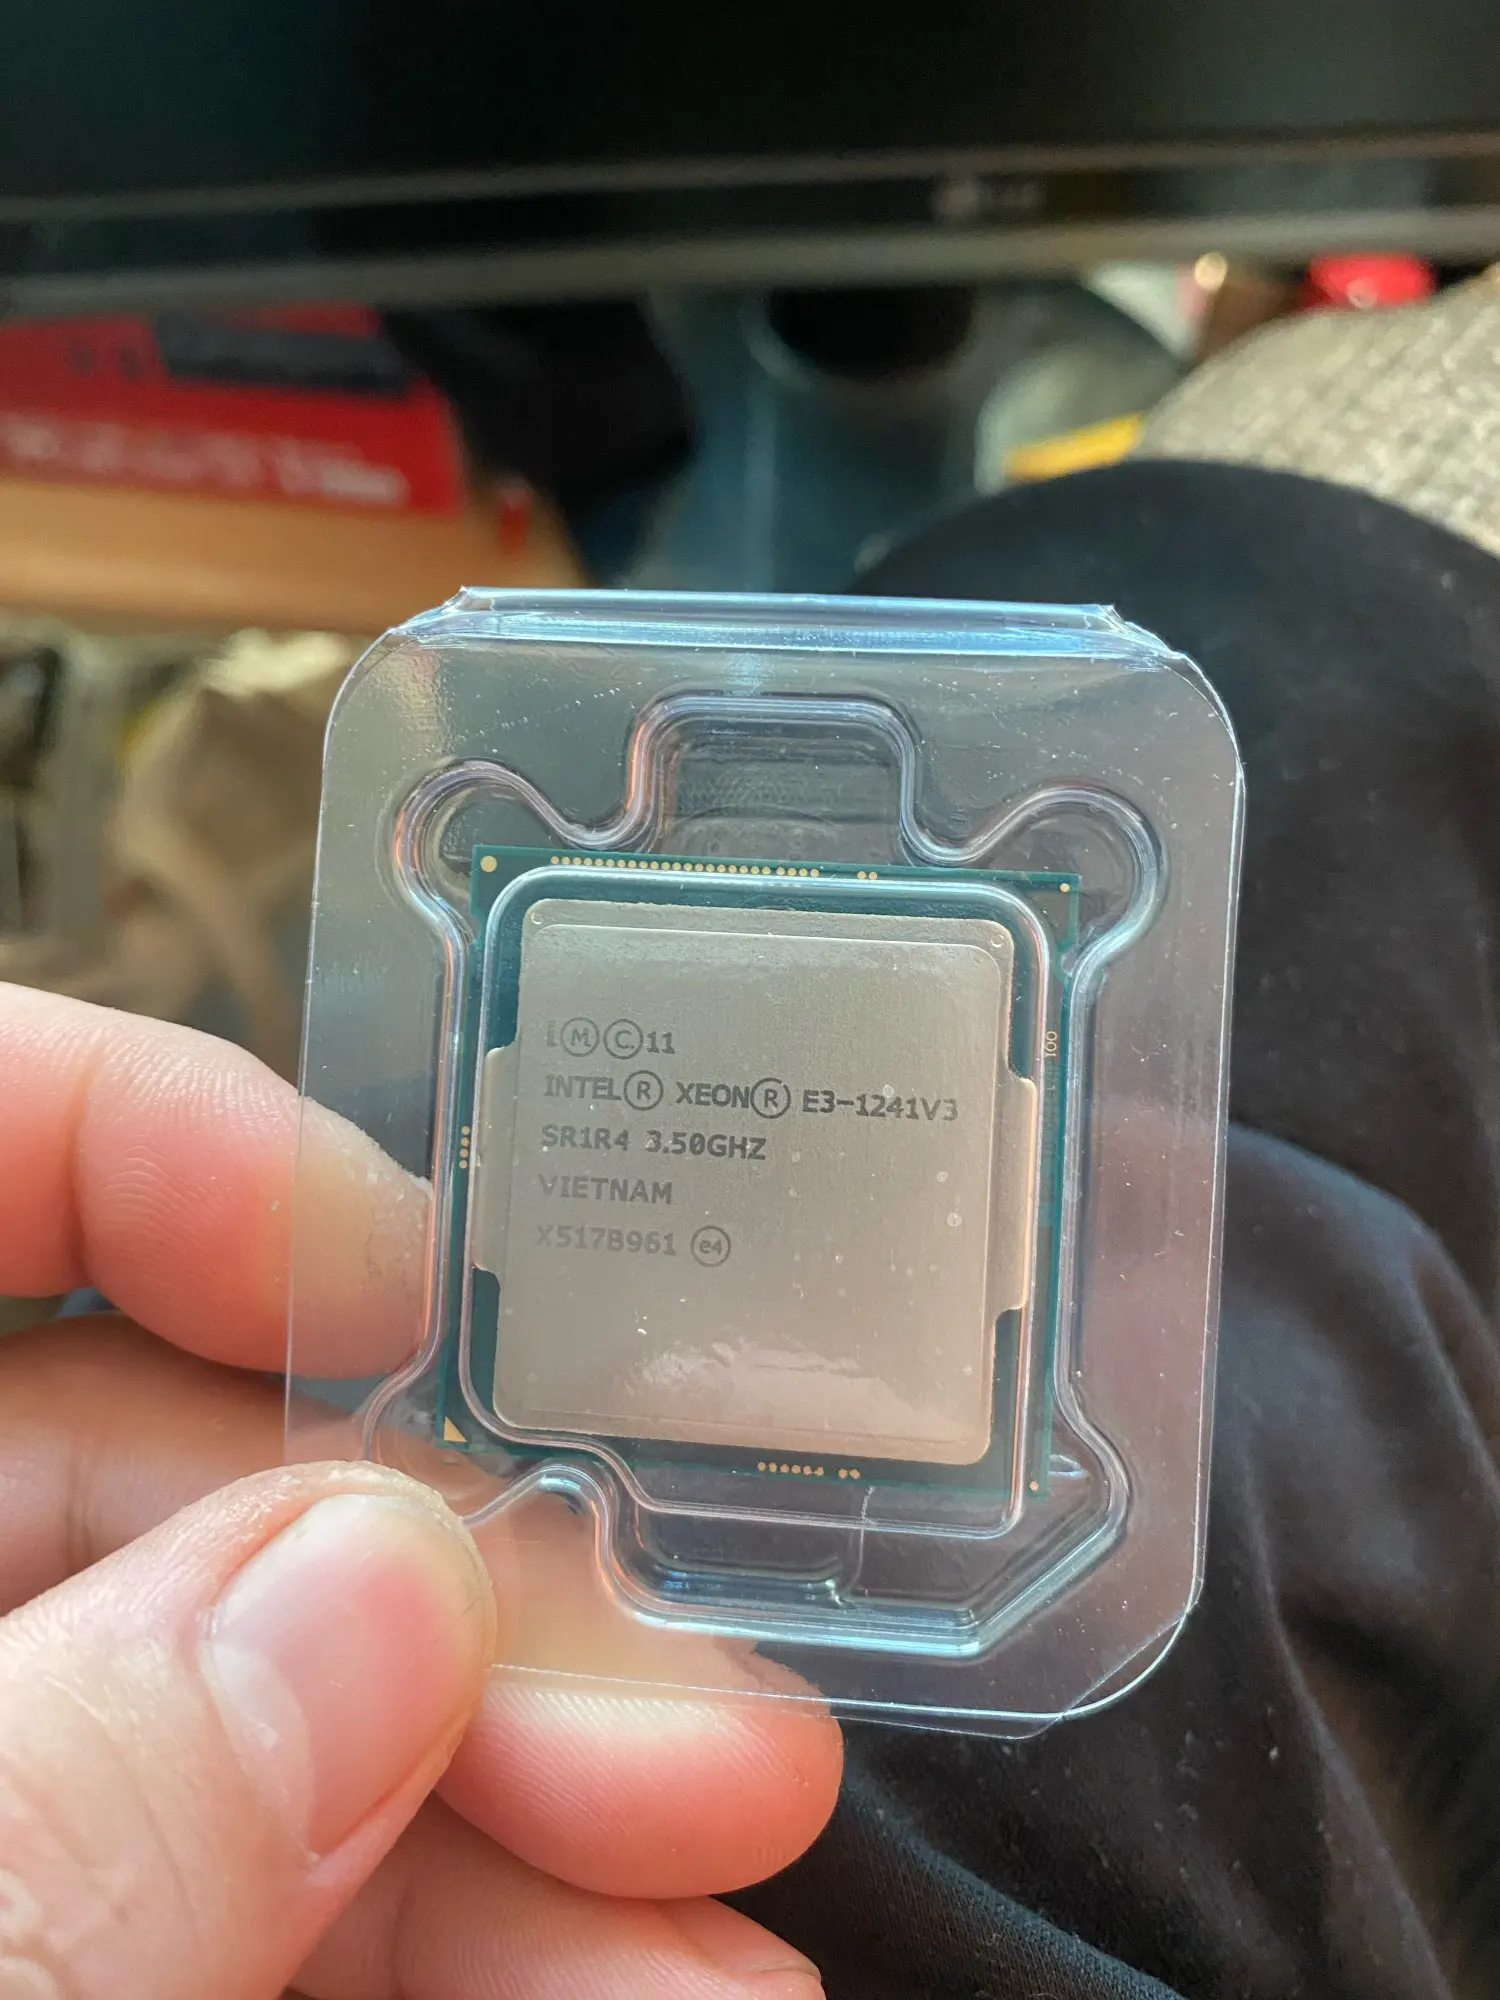 i Ⓜ Ⓒ 11
INTEL® XEON® E3-1241V3
SR1R4 3.50GHZ
VIETNAM
X517B961 e4